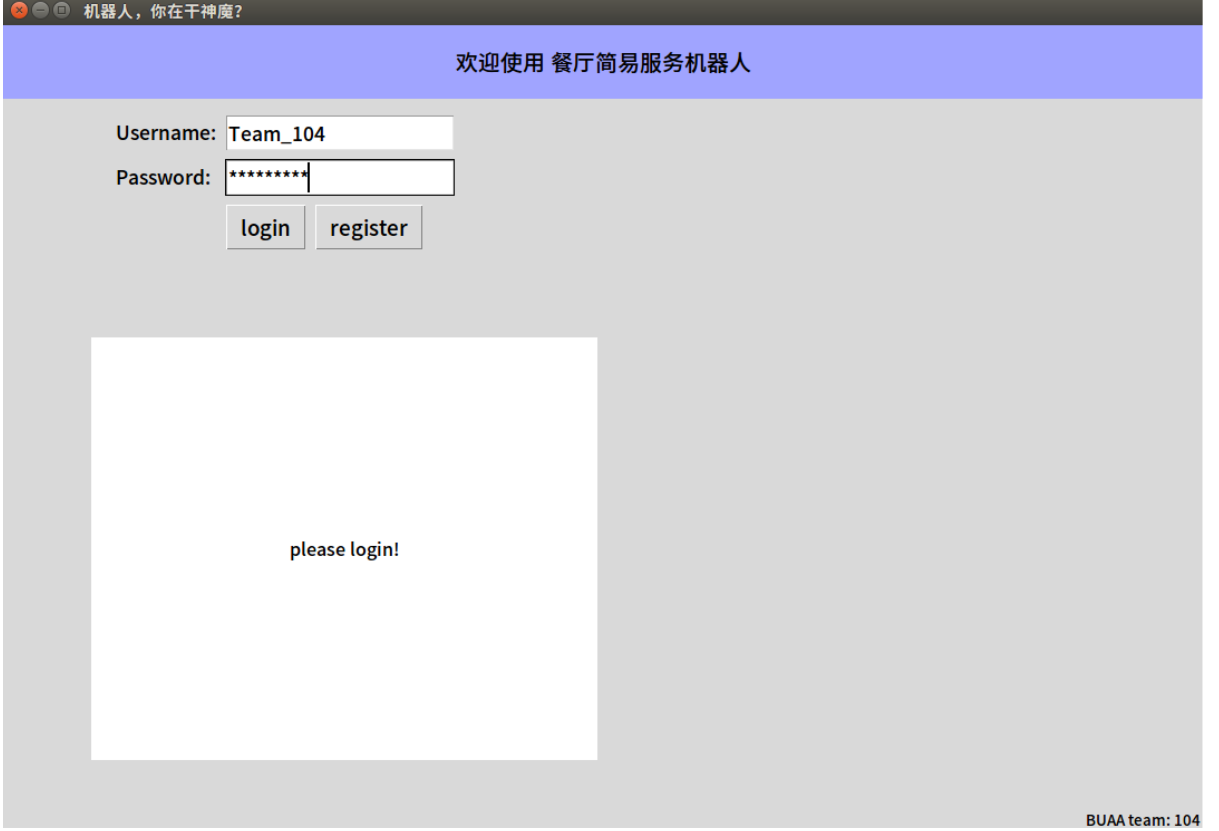 机器人，你在干神魔？
欢迎使用 餐厅简易服务机器人
Username: Team_104
Password: *********
login register
please login!
BUAA team: 104